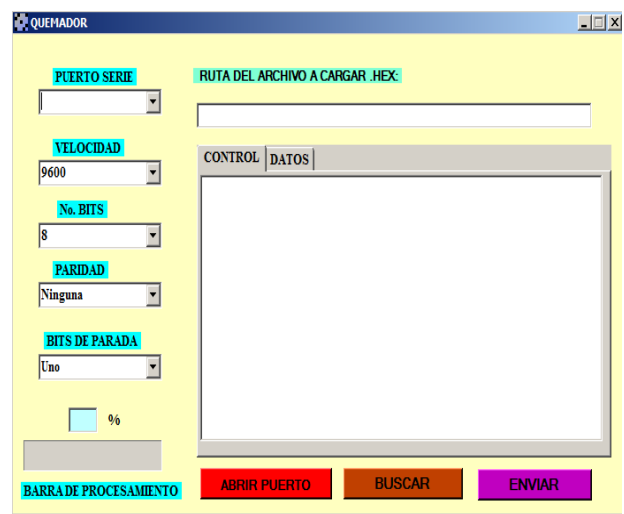 QUEMADOR
PUERTO SERIE
RUTA DEL ARCHIVO A CARGAR .HEX:
VELOCIDAD
9600
CONTROL DATOS
No. BITS
8
PARIDAD
Ninguna
BITS DE PARADA
Uno
%
BARRA DE PROCESAMIENTO
ABRIR PUERTO
BUSCAR
ENVIAR